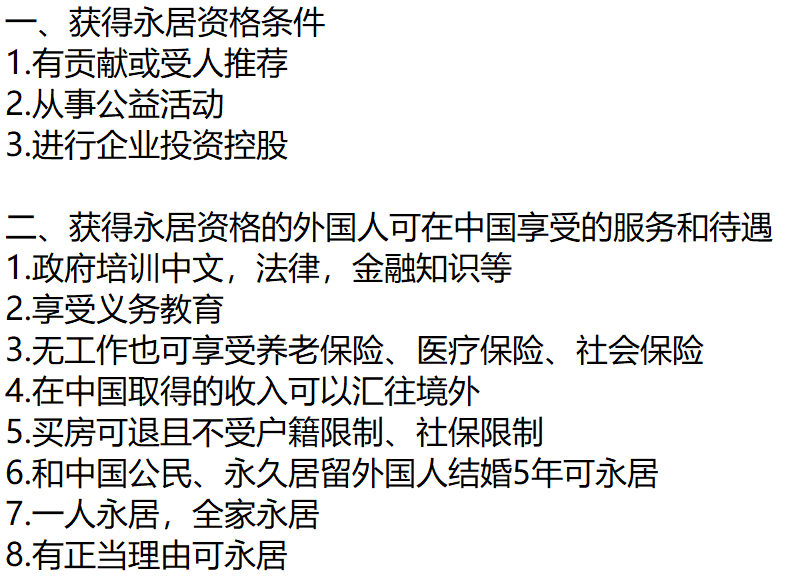 一、获得永居资格条件
1.有贡献或受人推荐
2.从事公益活动
3.进行企业投资控股
二、获得永居资格的外国人可在中国享受的服务和待遇
1.政府培训中文，法律，金融知识等
2.享受义务教育
3.无工作也可享受养老保险、医疗保险、社会保险
4.在中国取得的收入可以汇往境外
5.买房可退且不受户籍限制、社保限制
6.和中国公民、永久居留外国人结婚5年可永居
7.一人永居，全家永居
8.有正当理由可永居